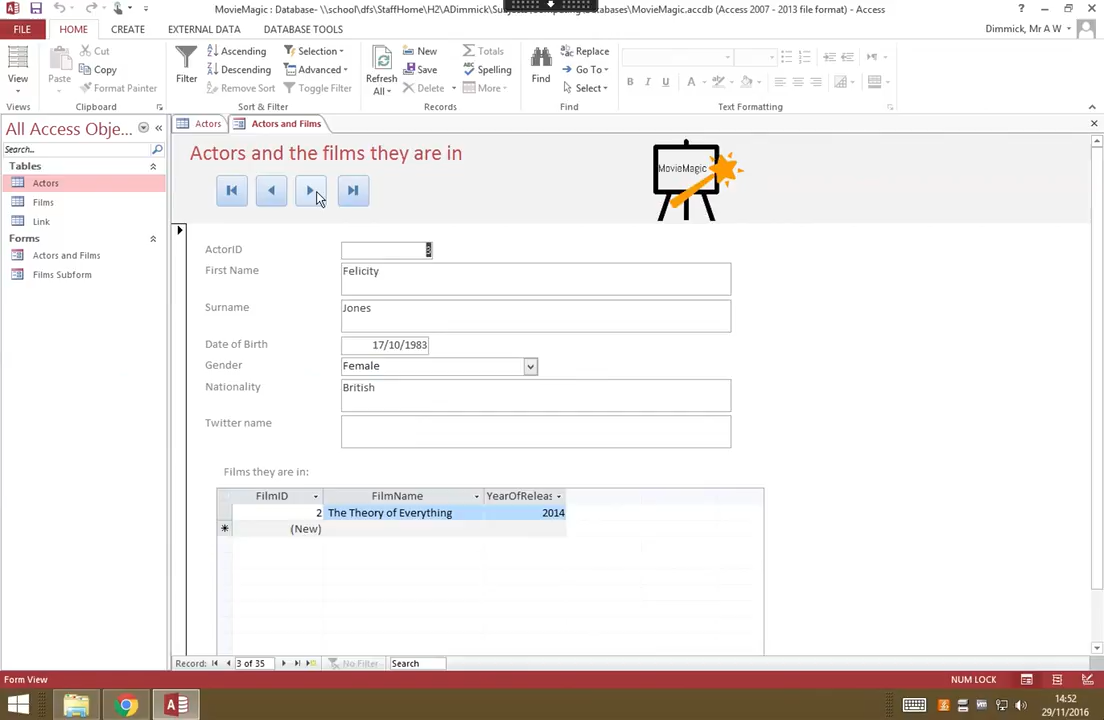 MovieMagic : Database- \\school\dfs\StaffHome\H2\ADimmick\Subjects\Databases\MovieMagic.accdb (Access 2007 - 2013 file format) - Access
FILE HOME CREATE EXTERNAL DATA DATABASE TOOLS Dimmick, Mr A W
View
Views
Paste
Cut
Copy
Format Painter
Clipboard
Filter
Ascending
Descending
Remove Sort
Selection
Advanced
Toggle Filter
Sort & Filter
Refresh
All
New
Save
Delete
Totals
Spelling
More
Records
Find
Replace
Go To
Select
Find
B I U A
Text Formatting
All Access Obje...
Search...
Tables
Actors
Films
Link
Forms
Actors and Films
Films Subform
Actors
Actors and Films
Actors and the films they are in
MovieMagic
ActorID 3
First Name Felicity
Surname Jones
Date of Birth 17/10/1983
Gender Female
Nationality British
Twitter name
Films they are in:
FilmID FilmName YearOfReleas
2 The Theory of Everything 2014
(New)
Record: 3 of 35 No Filter Search
Form View NUM LOCK
14:52
29/11/2016